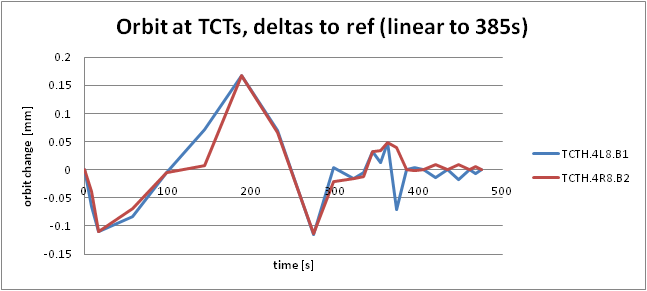 Orbit at TCTs, deltas to ref (linear to 385s)
0.2
0.15
0.1
0.05
0
-0.05
-0.1
-0.15
0 100 200 300 400 500
orbit change [mm]
time [s]
TCTH.4L8.B1
TCTH.4R8.B2